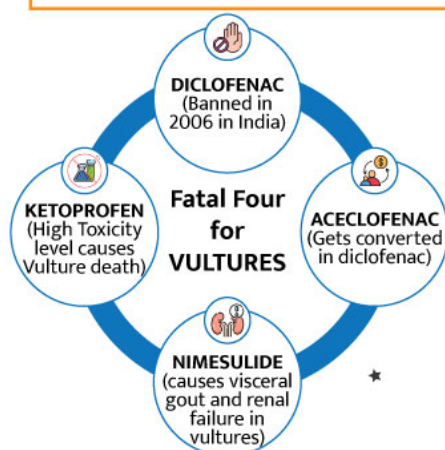 DICLOFENAC
(Banned in
2006 in India)
KETOPROFEN
(High Toxicity
level causes
Vulture death)
Fatal Four
for
VULTURES
ACECLOFENAC
(Gets converted
in diclofenac)
NIMESULIDE
(causes visceral
gout and renal
failure in
vultures)